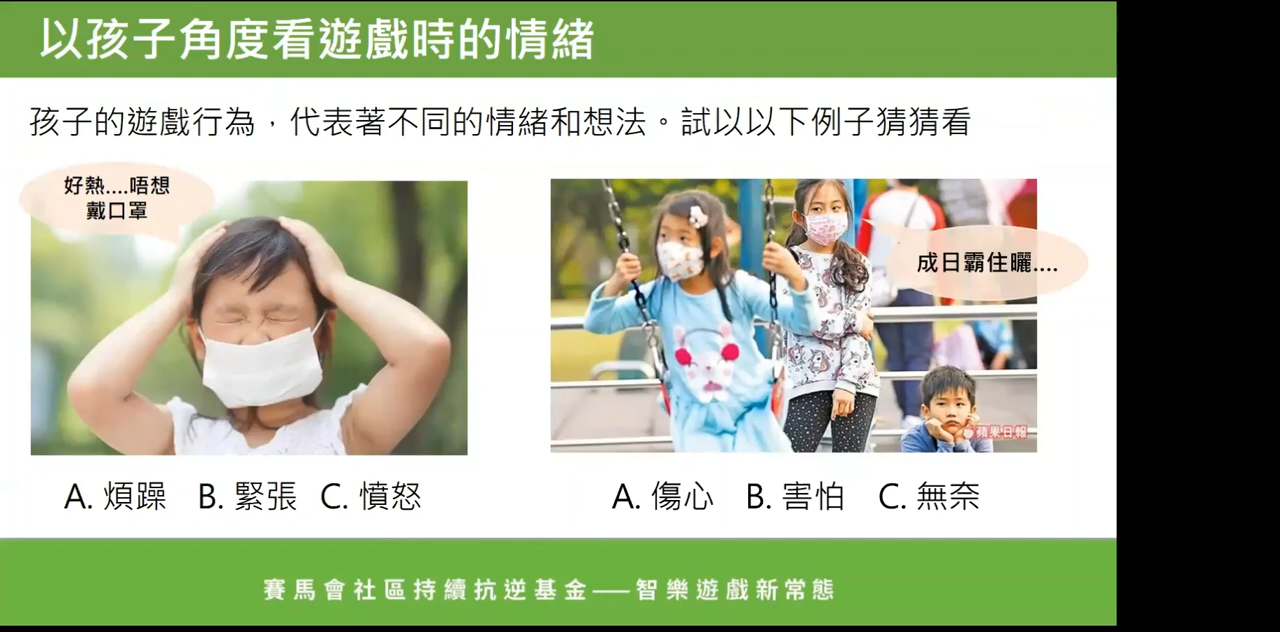 以孩子角度看遊戲時的情緒
孩子的遊戲行為，代表著不同的情緒和想法。試以以下例子猜猜看
好熱....唔想
戴口罩
成日霸住曬....
蘋果日報
A. 煩躁 B. 緊張 C. 憤怒
A. 傷心 B. 害怕 C. 無奈
賽馬會社區持續抗逆基金——智樂遊戲新常態